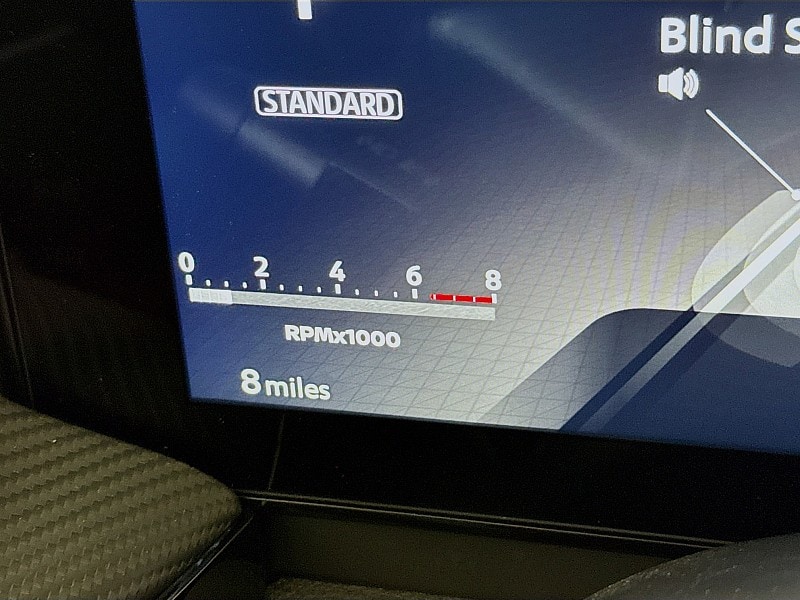 Blind S
STANDARD
0 2 4 6 8
RPMx1000
8 miles